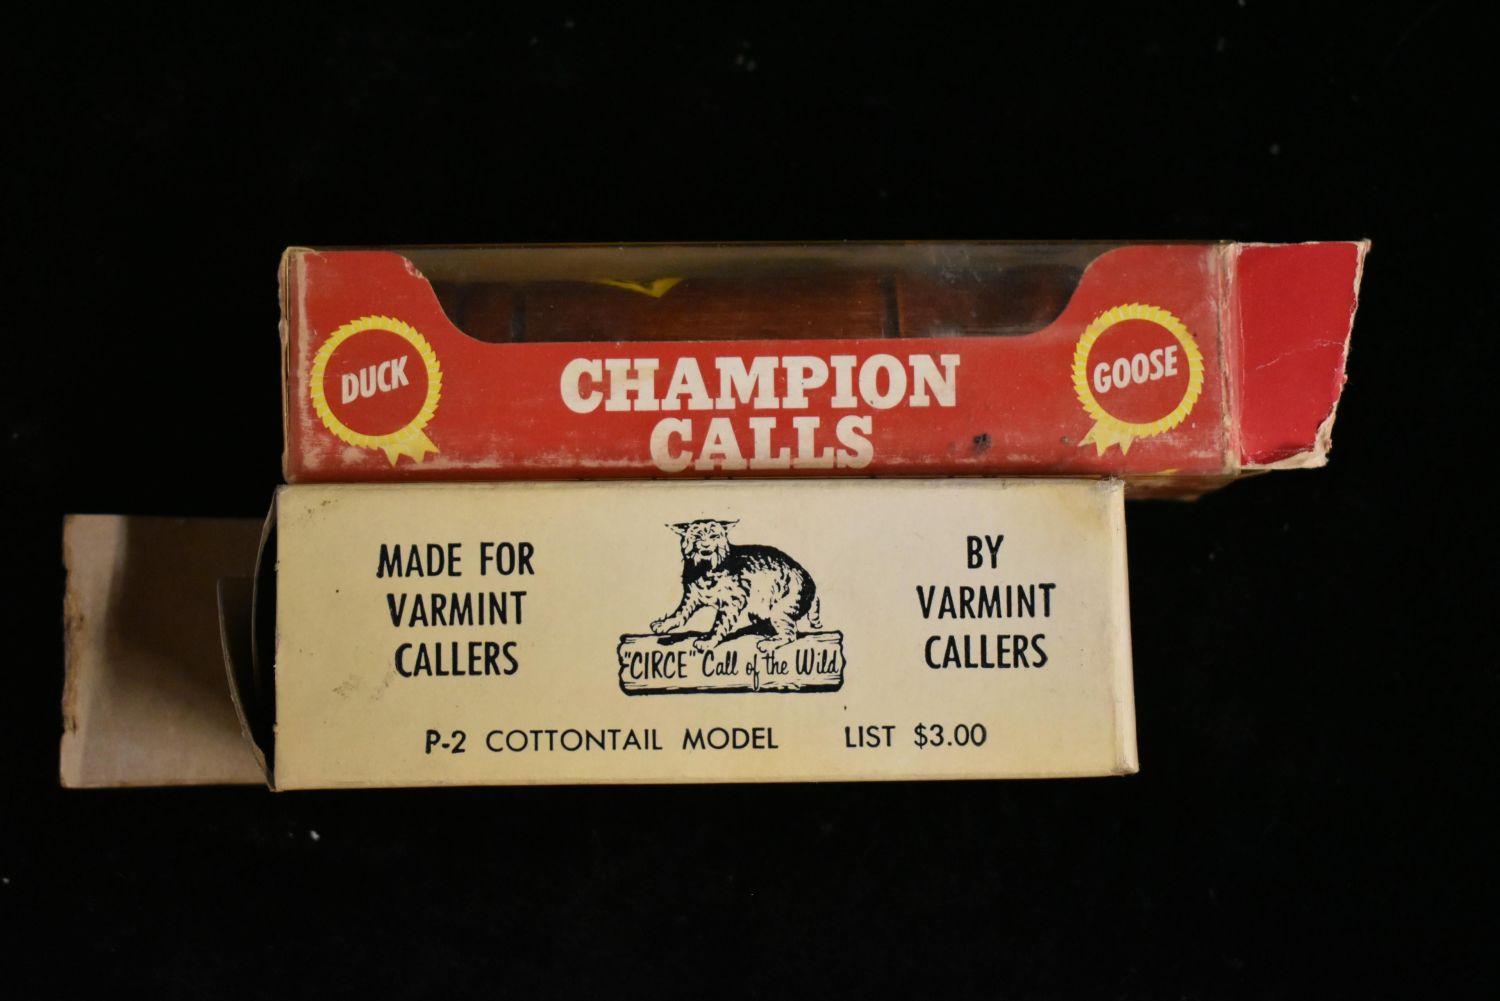 DUCK
CHAMPION
CALLS
GOOSE
MADE FOR
VARMINT
CALLERS
"CIRCE" Call of the Wild
BY
VARMINT
CALLERS
P-2 COTTONTAIL MODEL LIST $3.00